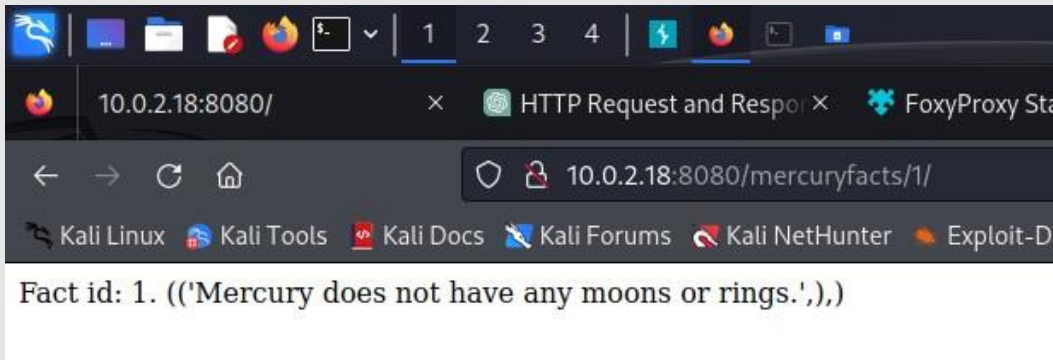 1 2 3 4
10.0.2.18:8080/ HTTP Request and Respon FoxyProxy Sta
10.0.2.18:8080/mercuryfacts/1/
Kali Linux Kali Tools Kali Docs Kali Forums Kali NetHunter Exploit-D
Fact id: 1. (('Mercury does not have any moons or rings.',),)